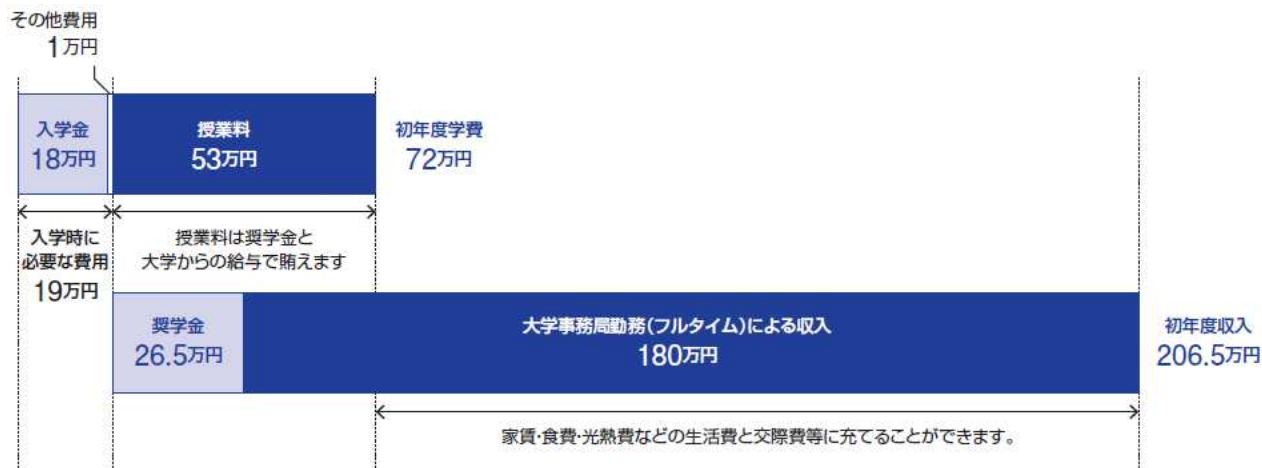 その他費用
1万円
入学金
18万円
授業料
53万円
初年度学費
72万円
入学時に
必要な費用
19万円
授業料は奨学金と
大学からの給与で賄えます
奨学金
26.5万円
大学事務局勤務(フルタイム)による収入
180万円
初年度収入
206.5万円
家賃・食費・光熱費などの生活費と交際費等に充てることができます。